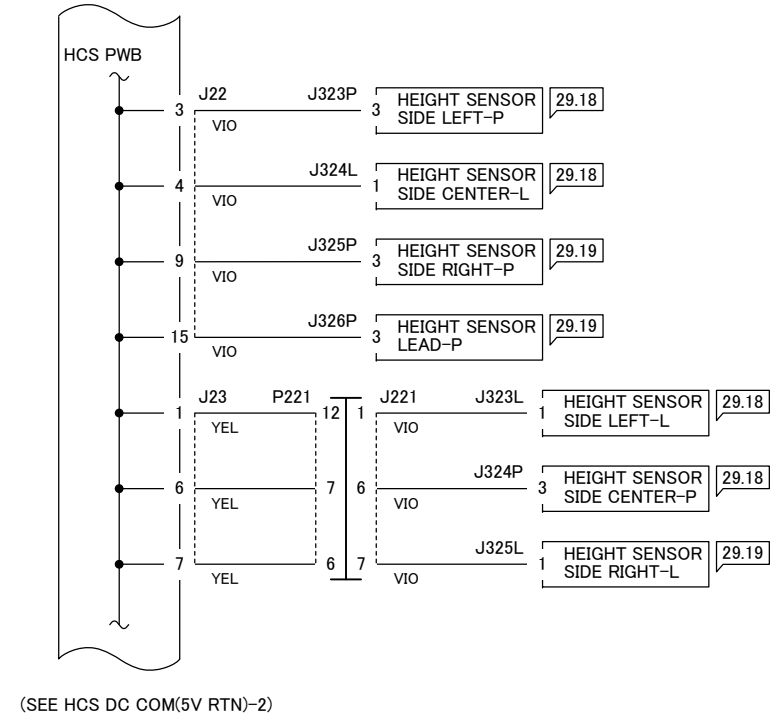 HCS PWB
3 J22 J323P 3 HEIGHT SENSOR 29.18
VIO SIDE LEFT-P
4 J324L 1 HEIGHT SENSOR 29.18
VIO SIDE CENTER-L
9 J325P 3 HEIGHT SENSOR 29.19
VIO SIDE RIGHT-P
15 J326P 3 HEIGHT SENSOR 29.19
VIO LEAD-P
1 J23 P221 12 1 J221 J323L 1 HEIGHT SENSOR 29.18
YEL VIO SIDE LEFT-L
6 7 6 J324P 3 HEIGHT SENSOR 29.18
YEL VIO SIDE CENTER-P
7 6 7 J325L 1 HEIGHT SENSOR 29.19
YEL VIO SIDE RIGHT-L
(SEE HCS DC COM(5V RTN)-2)